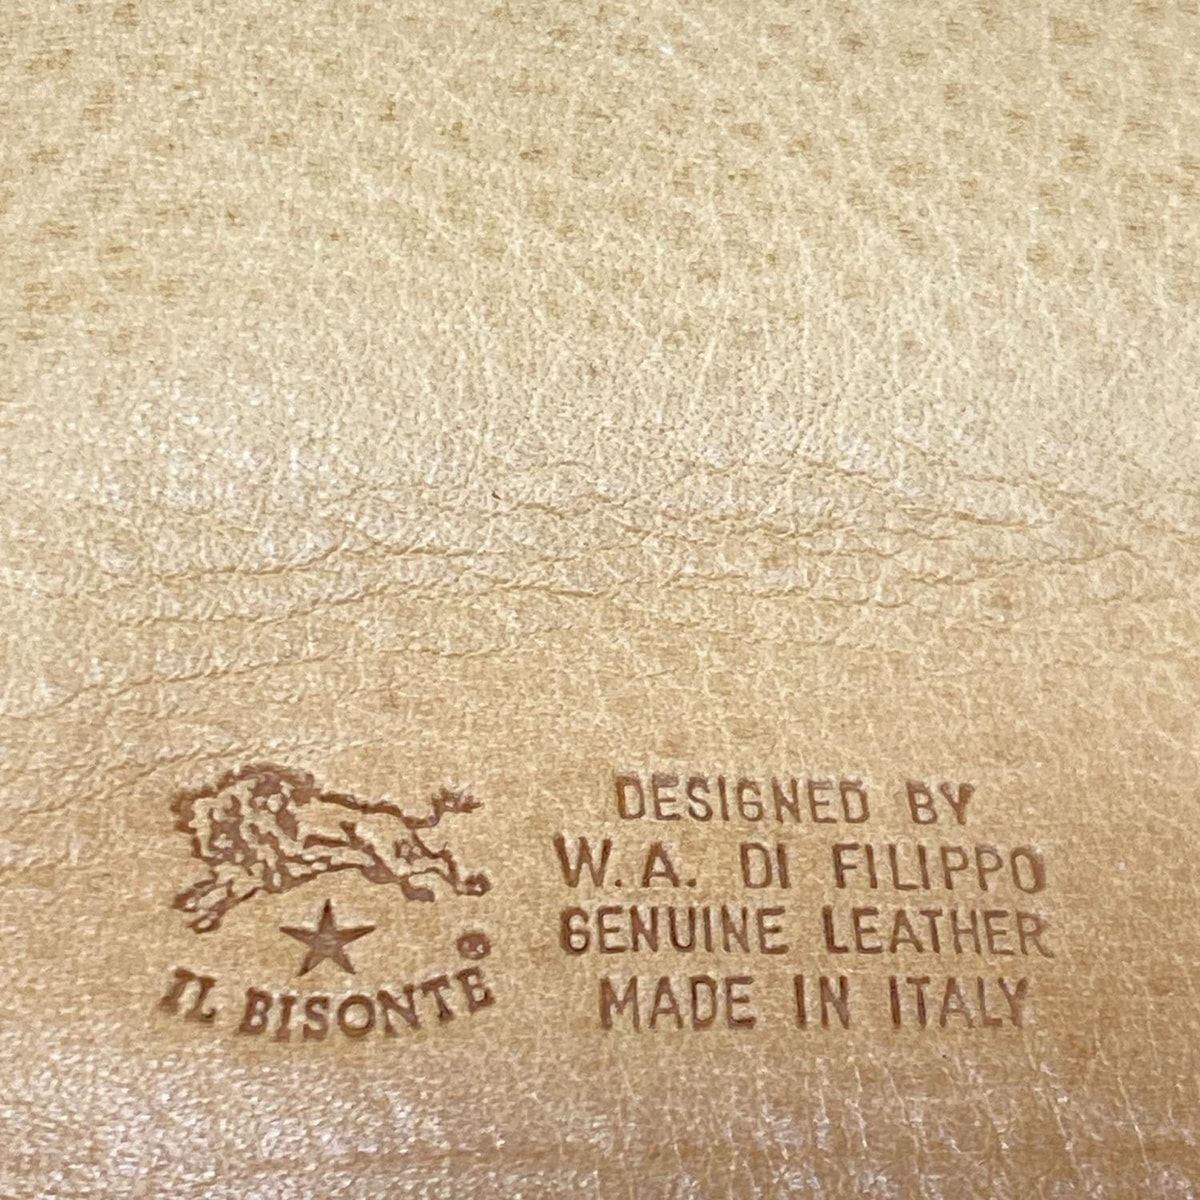 IL BISONTE®
DESIGNED BY
W. A. DI FILIPPO
GENUINE LEATHER
MADE IN ITALY